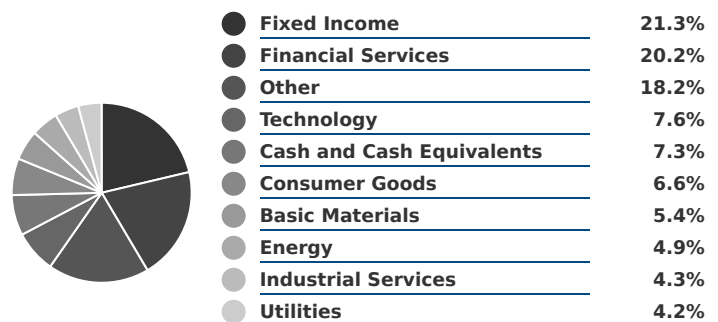 Fixed Income 21.3%
Financial Services 20.2%
Other 18.2%
Technology 7.6%
Cash and Cash Equivalents 7.3%
Consumer Goods 6.6%
Basic Materials 5.4%
Energy 4.9%
Industrial Services 4.3%
Utilities 4.2%